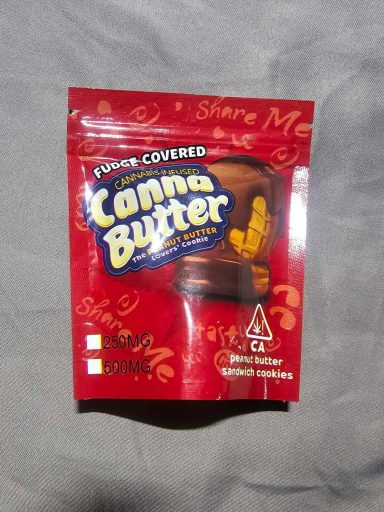 Share Me
FUDGE COVERED
CANNABIS INFUSED
Canna
Butter
The PEANUT BUTTER
Lovers' Cookie
Share Me
tast
250MG
500MG
CA
peanut butter
sandwich cookies